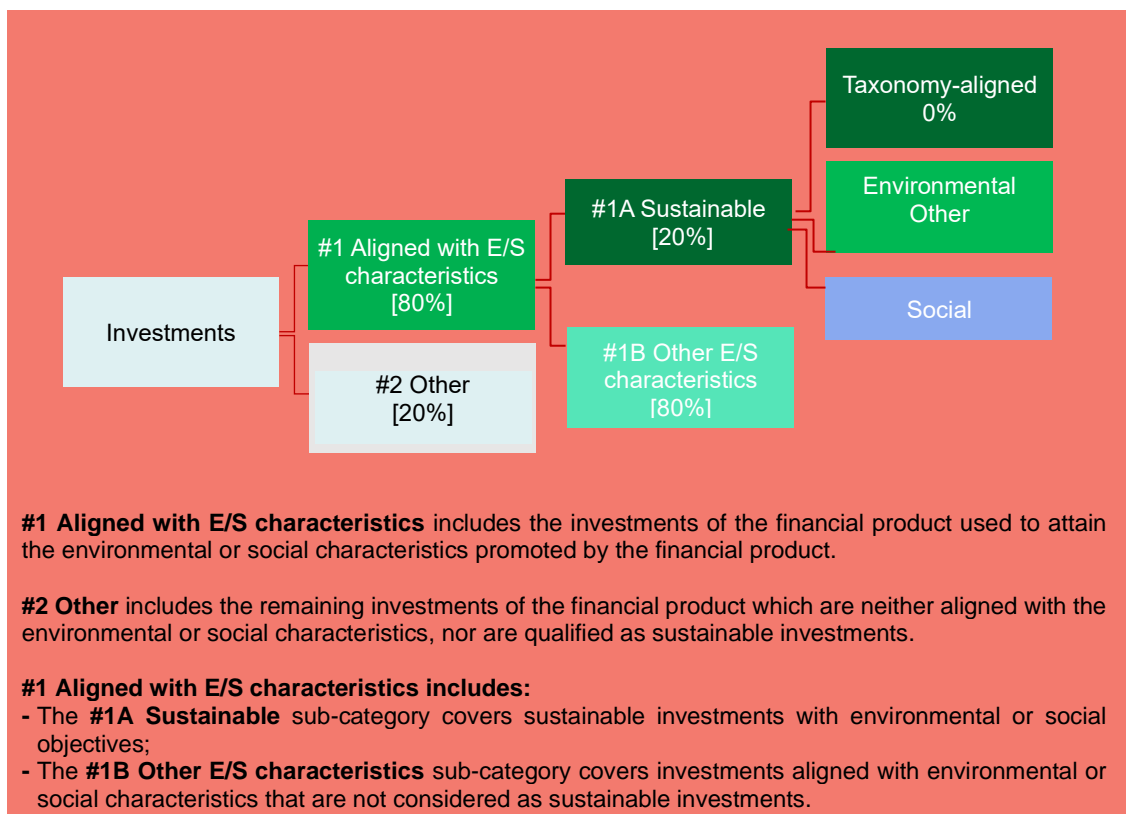 Taxonomy-aligned
0%
Environmental
Other
#1A Sustainable
[20%]
#1 Aligned with E/S
characteristics
[80%]
Social
Investments
#1B Other E/S
characteristics
[80%]
#2 Other
[20%]
#1 Aligned with E/S characteristics includes the investments of the financial product used to attain
the environmental or social characteristics promoted by the financial product.
#2 Other includes the remaining investments of the financial product which are neither aligned with the
environmental or social characteristics, nor are qualified as sustainable investments.
#1 Aligned with E/S characteristics includes:
- The #1A Sustainable sub-category covers sustainable investments with environmental or social
objectives;
- The #1B Other E/S characteristics sub-category covers investments aligned with environmental or
social characteristics that are not considered as sustainable investments.